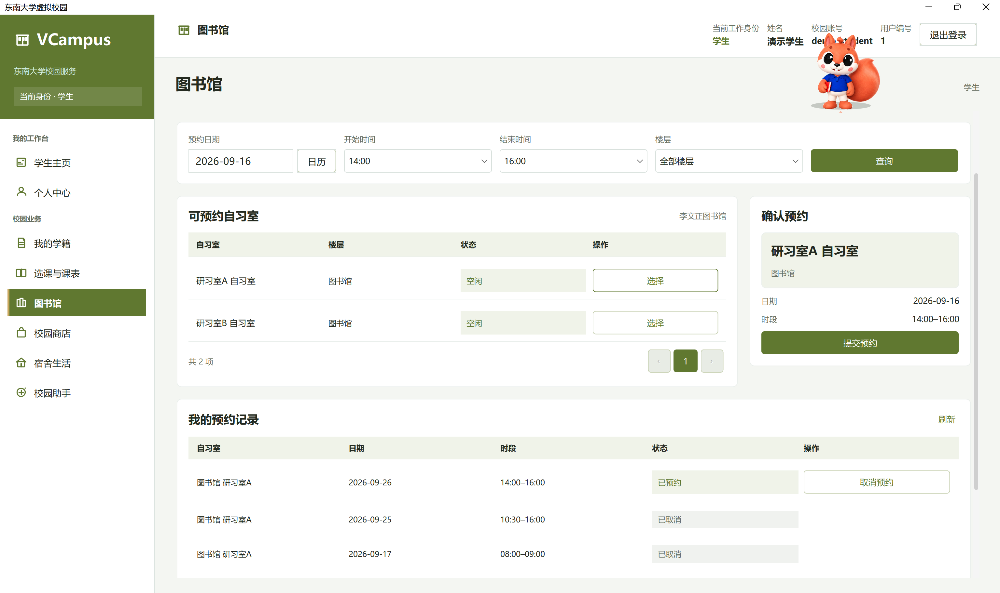 东南大学虚拟校园
VCampus
东南大学校园服务
当前身份 · 学生
我的工作台
学生主页
个人中心
校园业务
我的学籍
选课与课表
图书馆
校园商店
宿舍生活
校园助手
图书馆
当前工作身份 姓名 校园账号 用户编号
学生 演示学生 dent 1
退出登录
图书馆
学生
预约日期 开始时间 结束时间 楼层
2026-09-16 日历 14:00 16:00 全部楼层 查询
可预约自习室 李文正图书馆
自习室 楼层 状态 操作
研习室A 自习室 图书馆 空闲 选择
研习室B 自习室 图书馆 空闲 选择
共 2 项 ‹ 1 ›
确认预约
研习室A 自习室
图书馆
日期 2026-09-16
时段 14:00–16:00
提交预约
我的预约记录 刷新
自习室 日期 时段 状态 操作
图书馆 研习室A 2026-09-26 14:00–16:00 已预约 取消预约
图书馆 研习室A 2026-09-25 10:30–16:00 已取消
图书馆 研习室A 2026-09-17 08:00–09:00 已取消